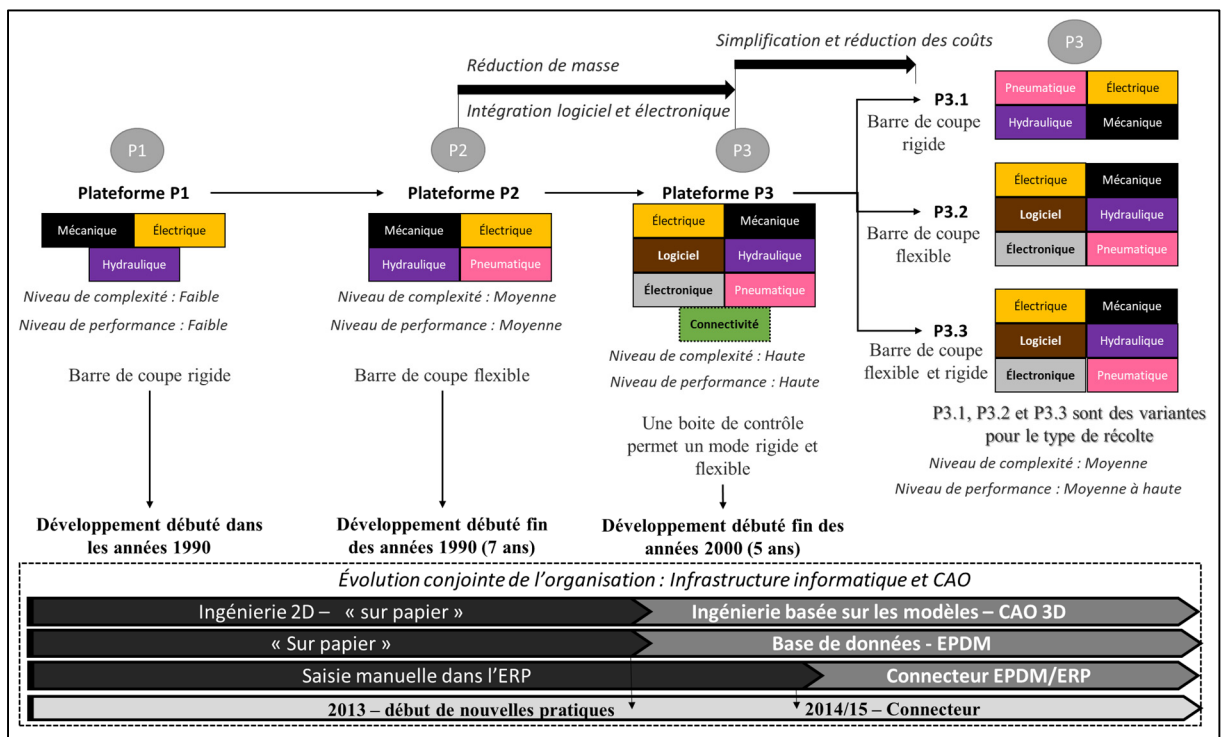 Simplification et réduction des coûts
P3
Réduction de masse
Intégration logiciel et électronique
P1
P2
P3
Plateforme P1
Plateforme P2
Plateforme P3
Mécanique
Électrique
Hydraulique
Niveau de complexité : Faible
Niveau de performance : Faible
Barre de coupe rigide
Développement débuté dans
les années 1990
Mécanique
Électrique
Hydraulique
Pneumatique
Niveau de complexité : Moyenne
Niveau de performance : Moyenne
Barre de coupe flexible
Développement débuté fin
des années 1990 (7 ans)
Électrique
Mécanique
Logiciel
Hydraulique
Électronique
Pneumatique
Connectivité
Niveau de complexité : Haute
Niveau de performance : Haute
Une boite de contrôle
permet un mode rigide et
flexible
Développement débuté fin des
années 2000 (5 ans)
P3.1
Barre de coupe
rigide
Pneumatique
Électrique
Hydraulique
Mécanique
P3.2
Barre de coupe
flexible
Électrique
Mécanique
Logiciel
Hydraulique
Électronique
Pneumatique
P3.3
Barre de coupe
flexible et rigide
Électrique
Mécanique
Logiciel
Hydraulique
Électronique
Pneumatique
P3.1, P3.2 et P3.3 sont des variantes
pour le type de récolte
Niveau de complexité : Moyenne
Niveau de performance : Moyenne à haute
Évolution conjointe de l'organisation : Infrastructure informatique et CAO
Ingénierie 2D – « sur papier »
Ingénierie basée sur les modèles – CAO 3D
« Sur papier »
Base de données - EPDM
Saisie manuelle dans l'ERP
Connecteur EPDM/ERP
2013 – début de nouvelles pratiques
2014/15 – Connecteur